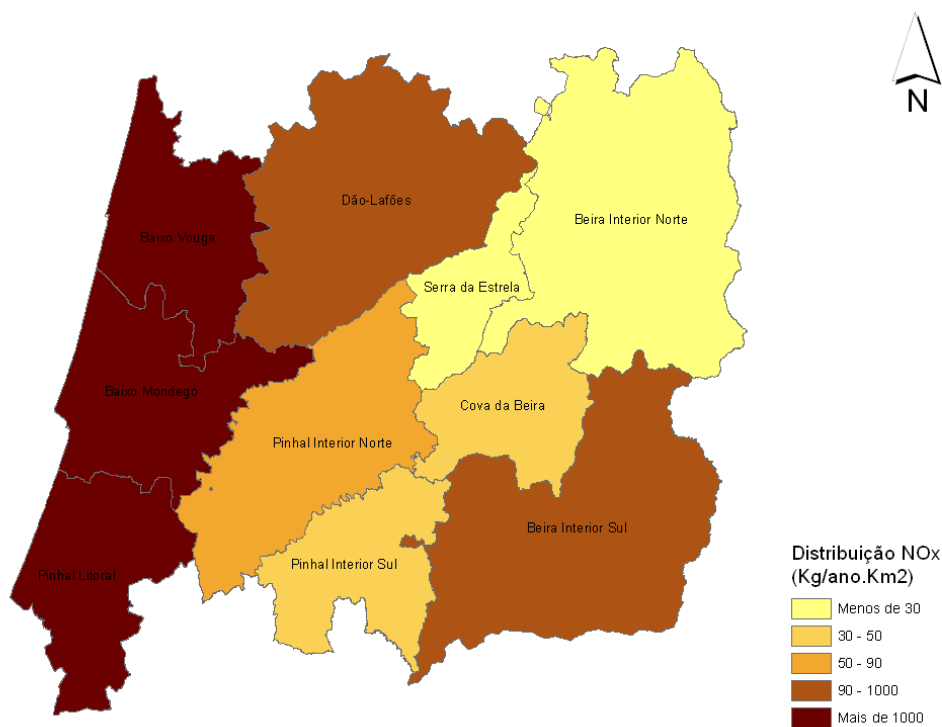 N
Dão-Lafões
Beira Interior Norte
Baixo Vouga
Serra da Estrela
Baixo Mondego
Cova da Beira
Pinhal Interior Norte
Beira Interior Sul
Pinhal Interior Sul
Pinhal Litoral
Distribuição NOx
(Kg/ano.Km2)
Menos de 30
30 - 50
50 - 90
90 - 1000
Mais de 1000